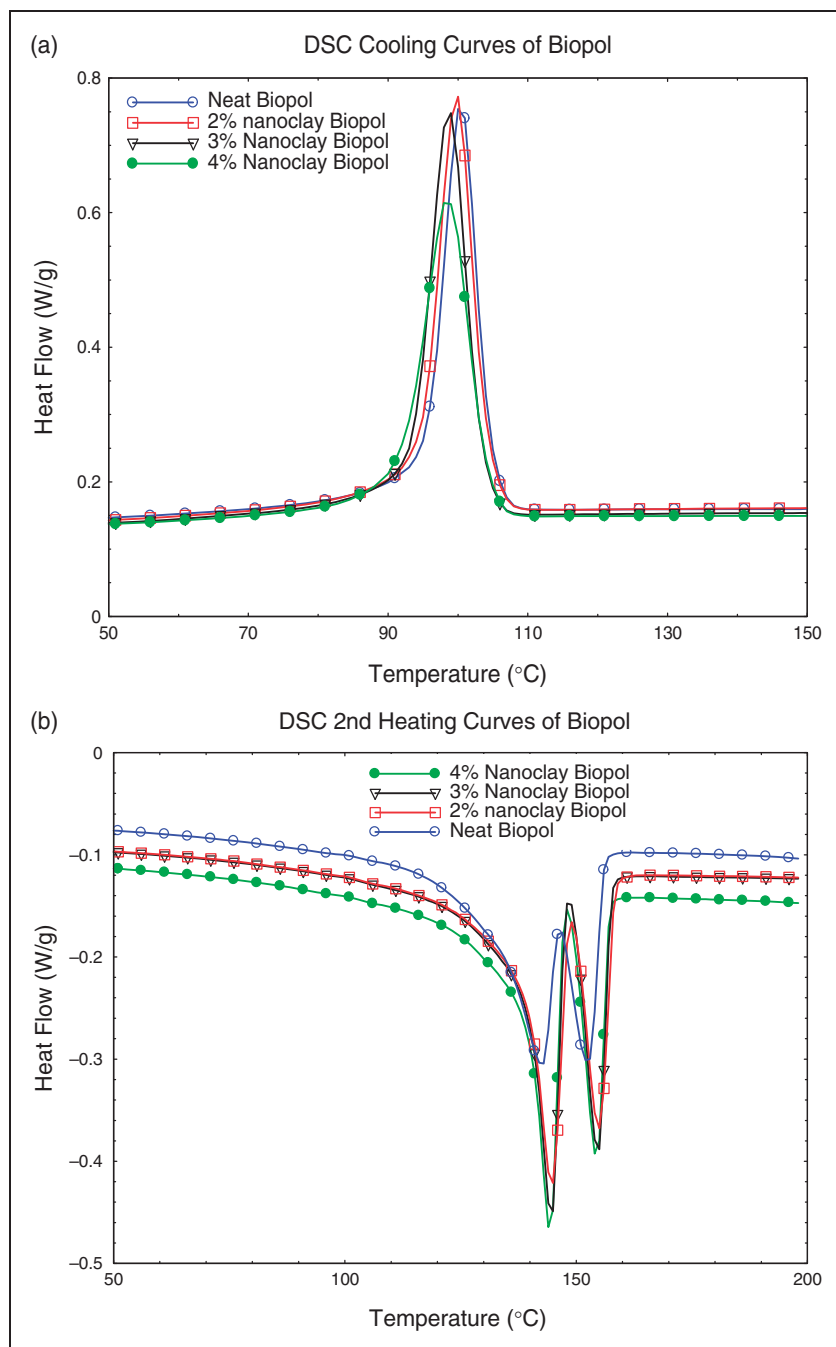 (a)
DSC Cooling Curves of Biopol
0.8
Neat Biopol
2% nanoclay Biopol
3% Nanoclay Biopol
4% Nanoclay Biopol
0.6
0.4
0.2
0
Heat Flow (W/g)
50
70
90
110
130
150
Temperature (°C)
(b)
DSC 2nd Heating Curves of Biopol
0
4% Nanoclay Biopol
3% Nanoclay Biopol
2% nanoclay Biopol
Neat Biopol
−0.1
−0.2
−0.3
−0.4
−0.5
Heat Flow (W/g)
50
100
150
200
Temperature (°C)